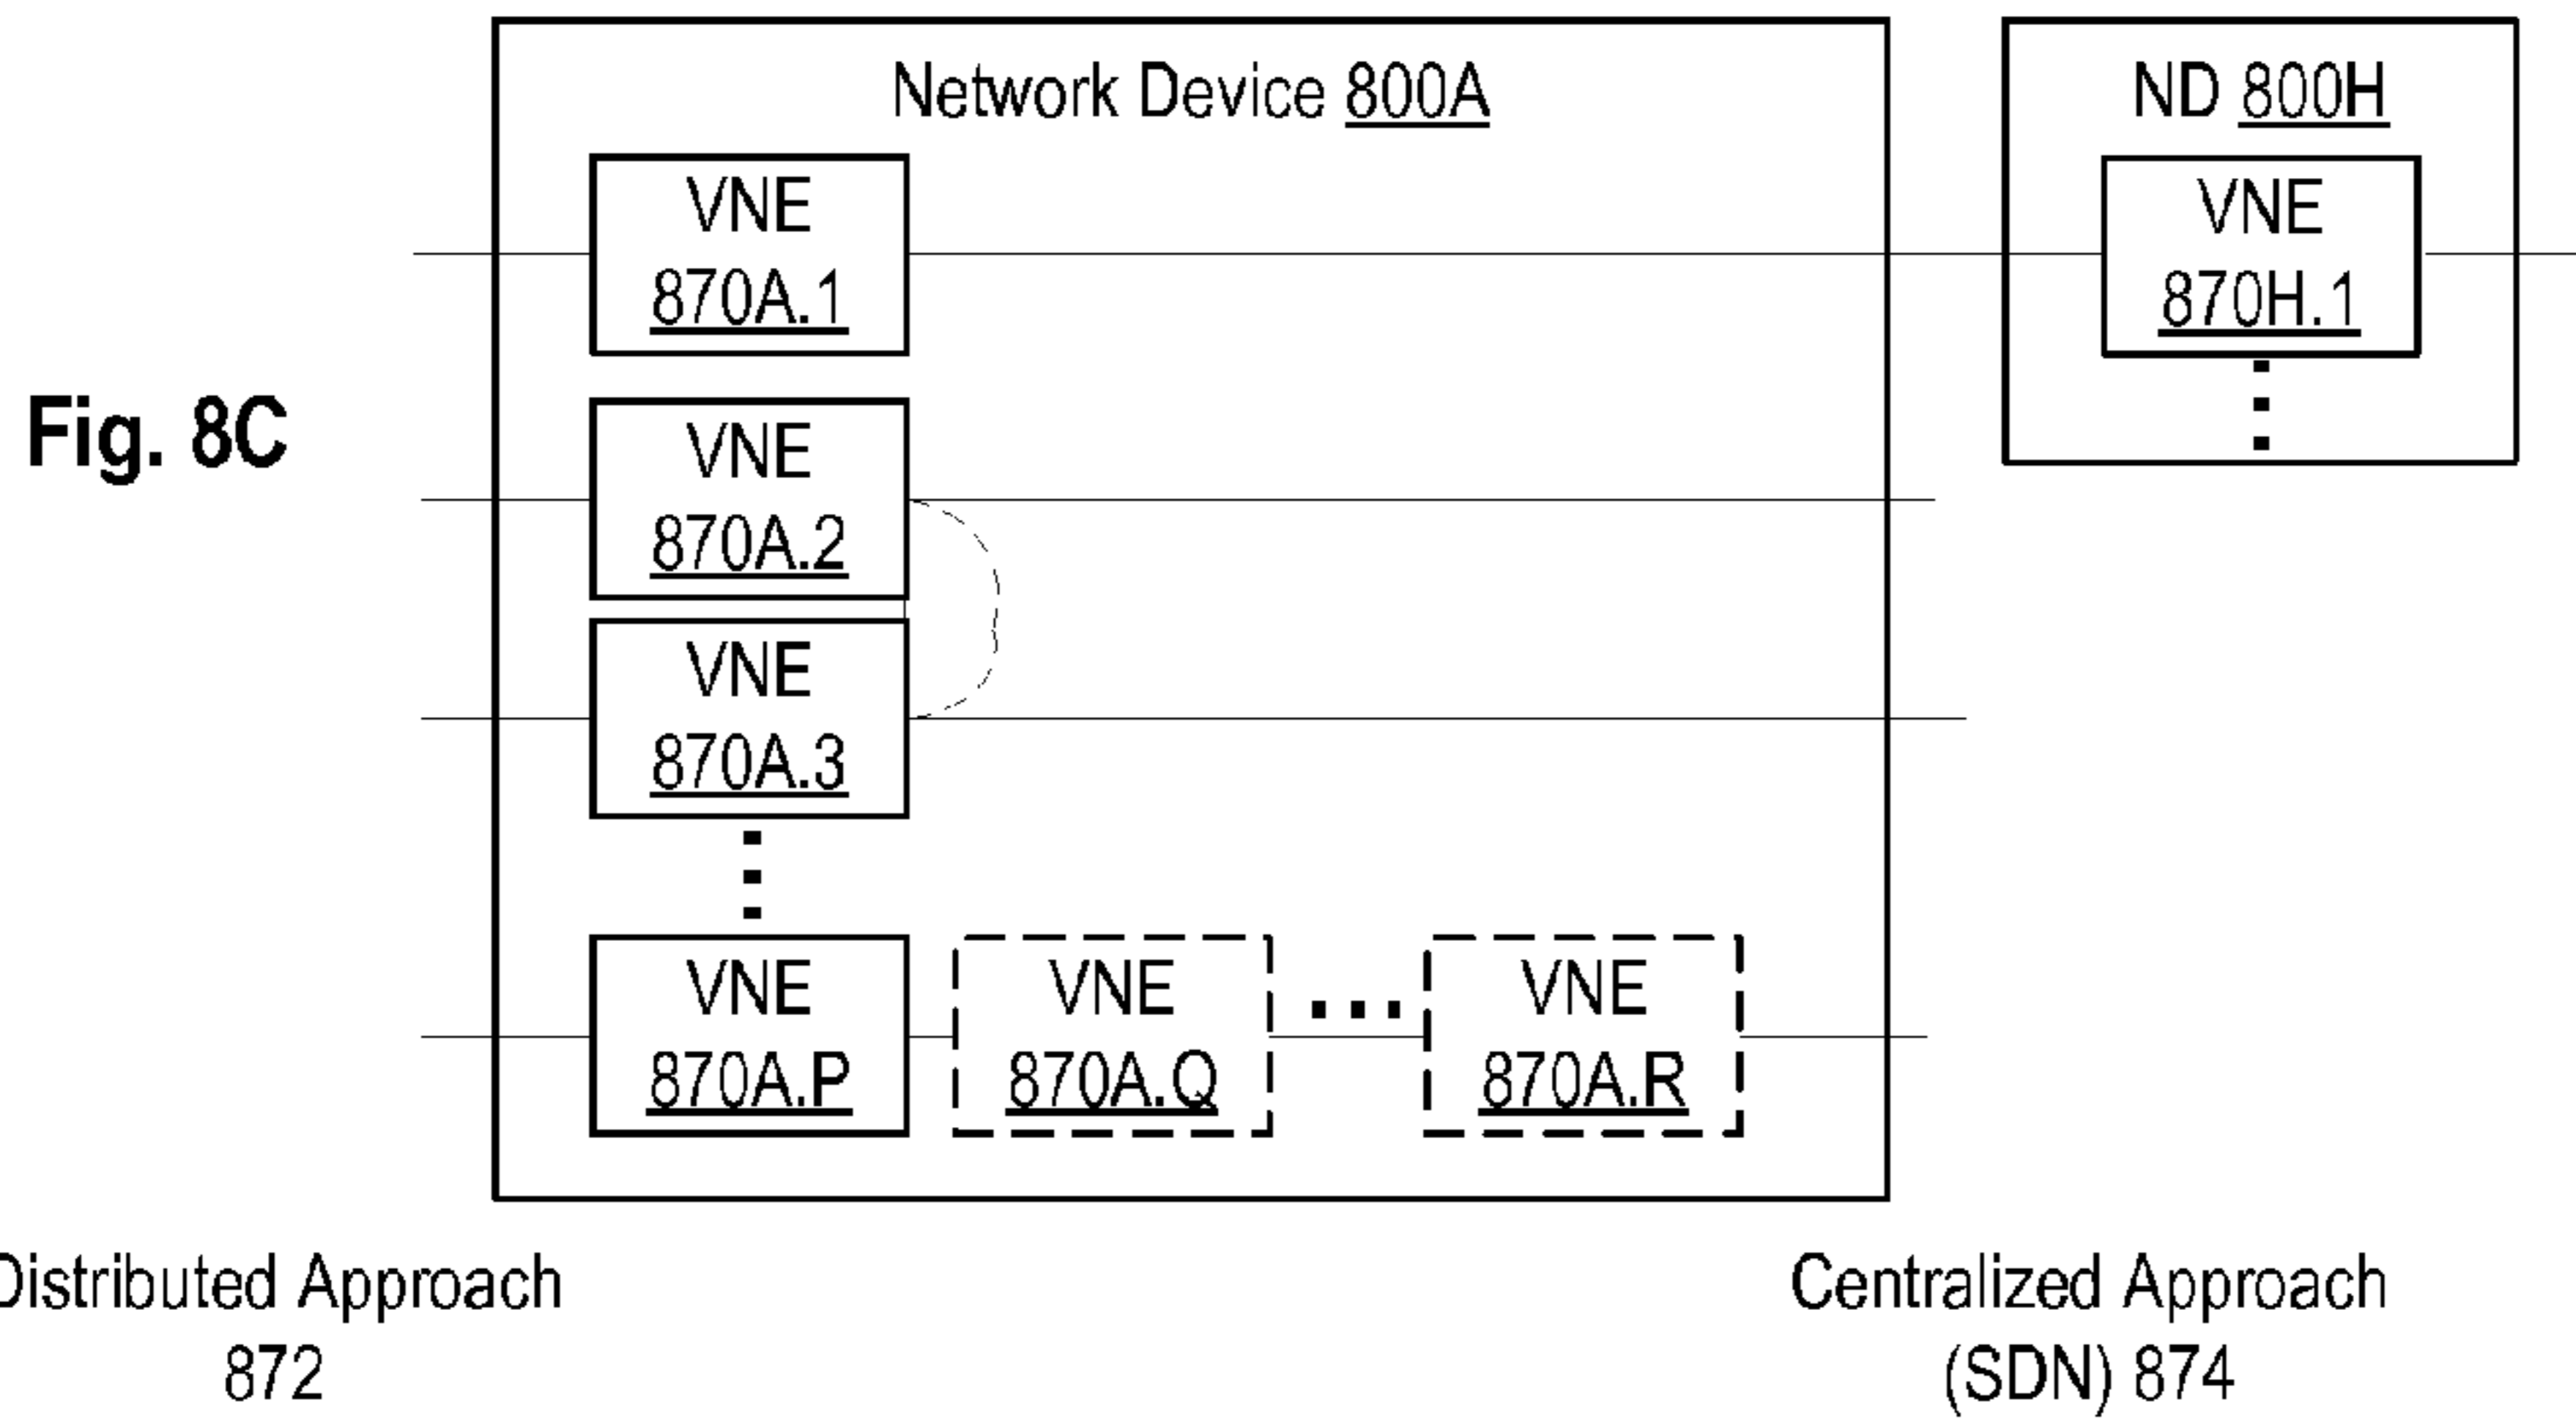 Network Device 800A
ND 800H
VNE
870A.1
VNE
870H.1
Fig. 8C
VNE
870A.2
VNE
870A.3
VNE
870A.P
VNE
870A.Q
VNE
870A.R
Distributed Approach
872
Centralized Approach
(SDN) 874